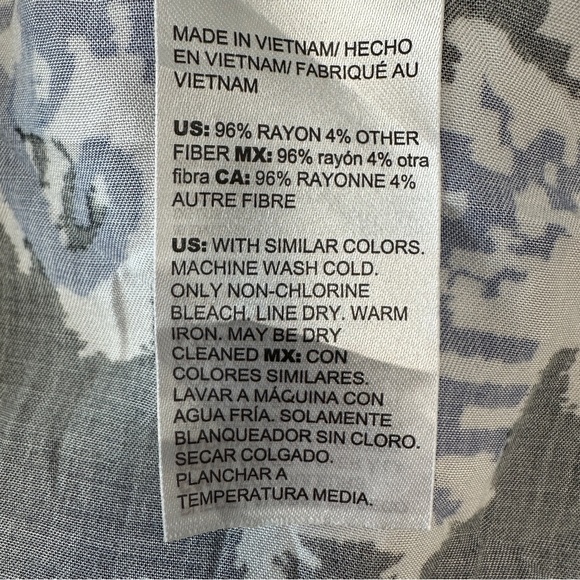 MADE IN VIETNAM/ HECHO
EN VIETNAM/ FABRIQUÉ AU
VIETNAM
US: 96% RAYON 4% OTHER
FIBER MX: 96% rayón 4% otra
fibra CA: 96% RAYONNE 4%
AUTRE FIBRE
US: WITH SIMILAR COLORS.
MACHINE WASH COLD.
ONLY NON-CHLORINE
BLEACH. LINE DRY. WARM
IRON. MAY BE DRY
CLEANED MX: CON
COLORES SIMILARES.
LAVAR A MÁQUINA CON
AGUA FRÍA. SOLAMENTE
BLANQUEADOR SIN CLORO.
SECAR COLGADO.
PLANCHAR A
TEMPERATURA MEDIA.